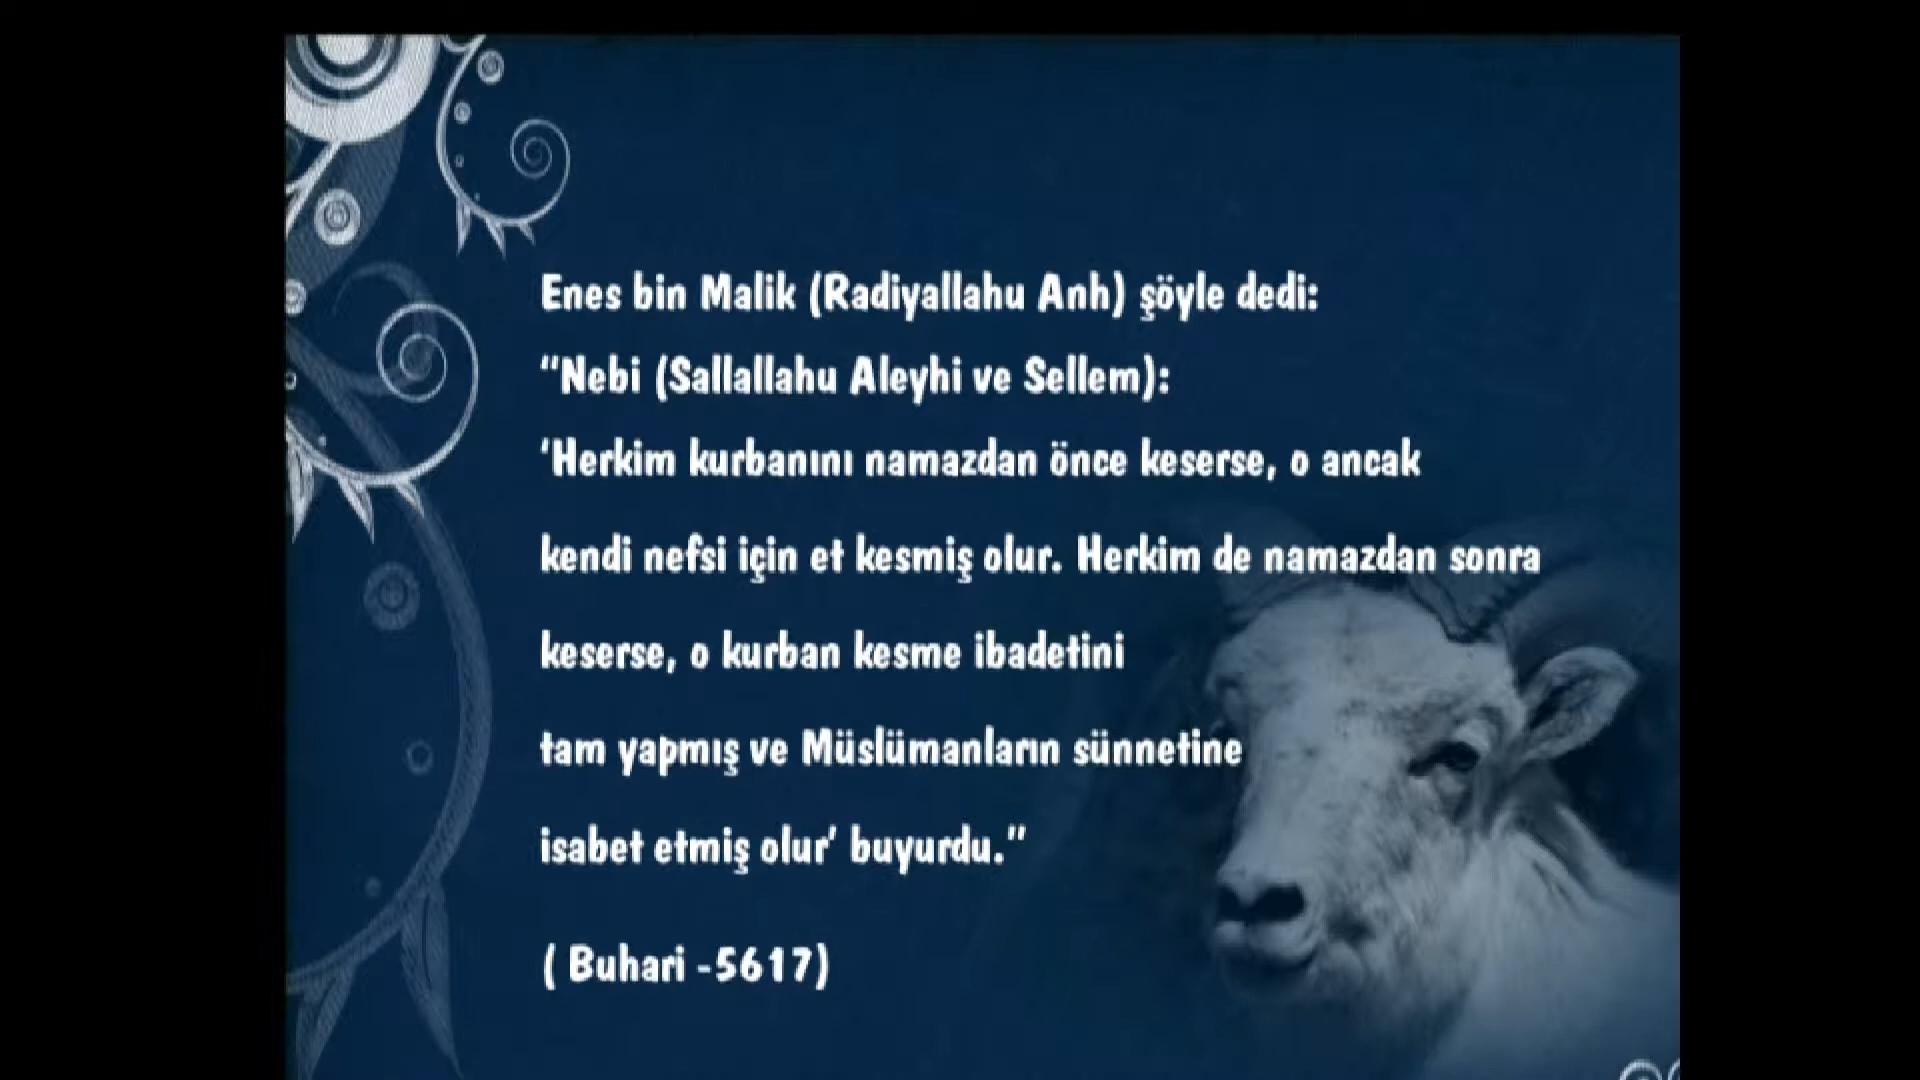 Enes bin Malik (Radiyallahu Anh) şöyle dedi:
“Nebi (Sallallahu Aleyhi ve Sellem):
‘Herkim kurbanını namazdan önce keserse, o ancak
kendi nefsi için et kesmiş olur. Herkim de namazdan sonra
keserse, o kurban kesme ibadetini
tam yapmış ve Müslümanların sünnetine
isabet etmiş olur’ buyurdu.”
( Buhari -5617)